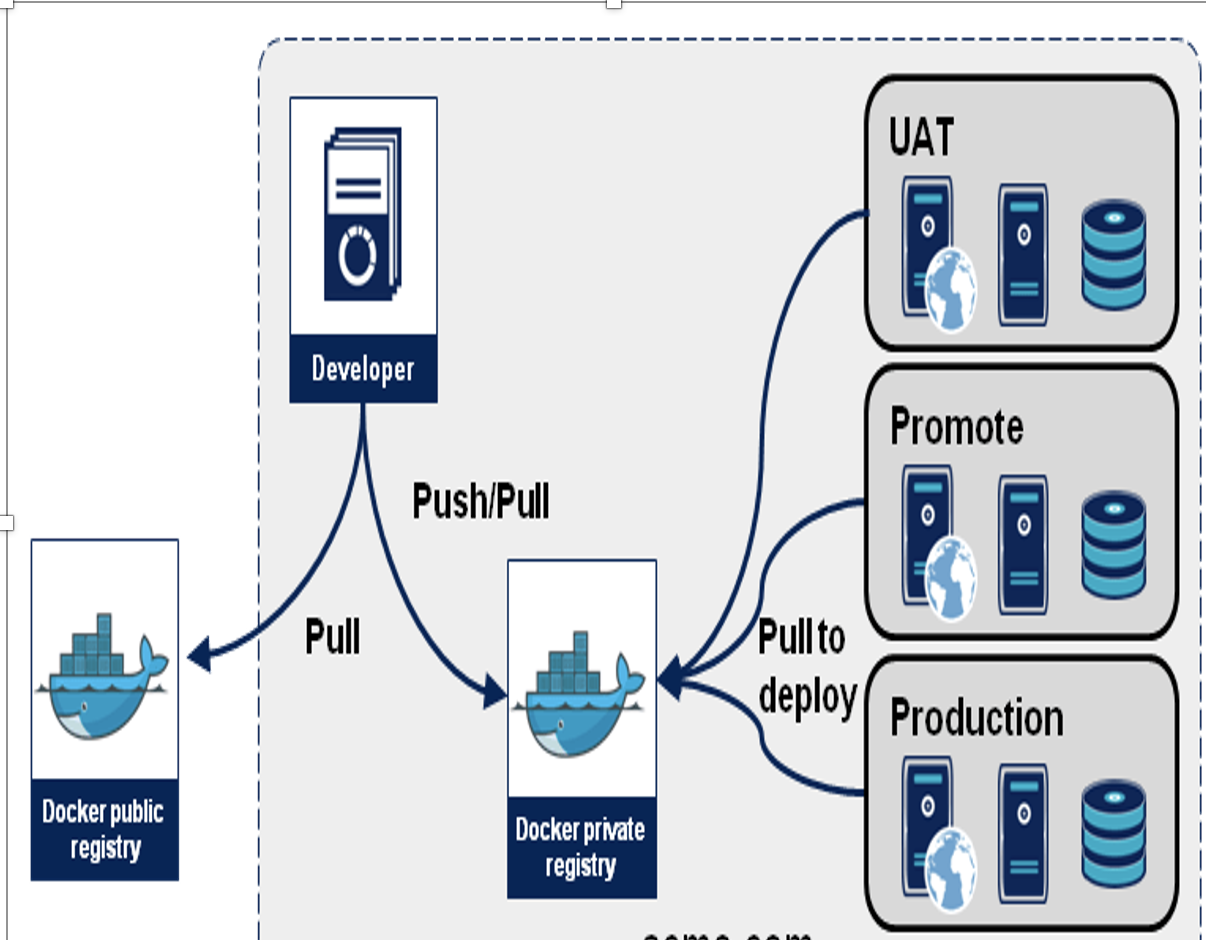 UAT
Developer
Promote
Push/Pull
Pull
Pull to
deploy
Production
Docker public
registry
Docker private
registry